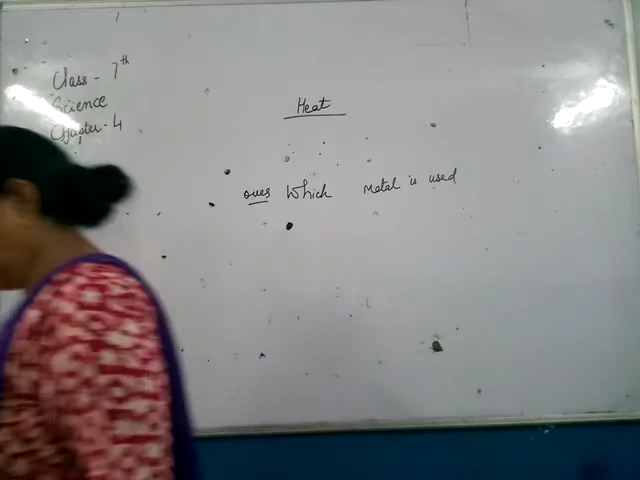 Class - 7th
Science
Chapter - 4
Heat
ques Which metal is used